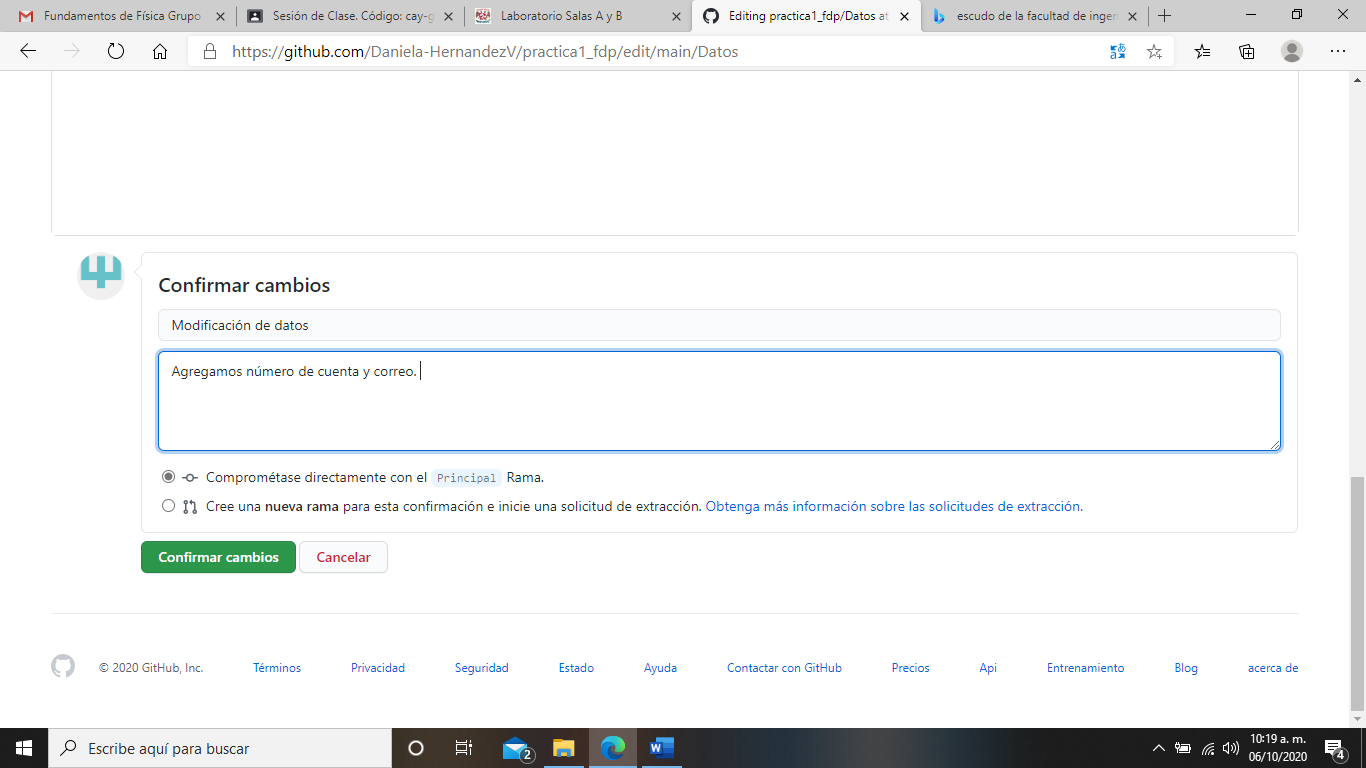 Fundamentos de Física Grupo
Sesión de Clase. Código: cay-g
Laboratorio Salas A y B
Editing practica1_fdp/Datos at
escudo de la facultad de ingen
https://github.com/Daniela-HernandezV/practica1_fdp/edit/main/Datos
Confirmar cambios
Modificación de datos
Agregamos número de cuenta y correo.
Comprométase directamente con el Principal Rama.
Cree una nueva rama para esta confirmación e inicie una solicitud de extracción. Obtenga más información sobre las solicitudes de extracción.
Confirmar cambios
Cancelar
© 2020 GitHub, Inc.
Términos
Privacidad
Seguridad
Estado
Ayuda
Contactar con GitHub
Precios
Api
Entrenamiento
Blog
acerca de
Escribe aquí para buscar
2
10:19 a. m.
06/10/2020
4